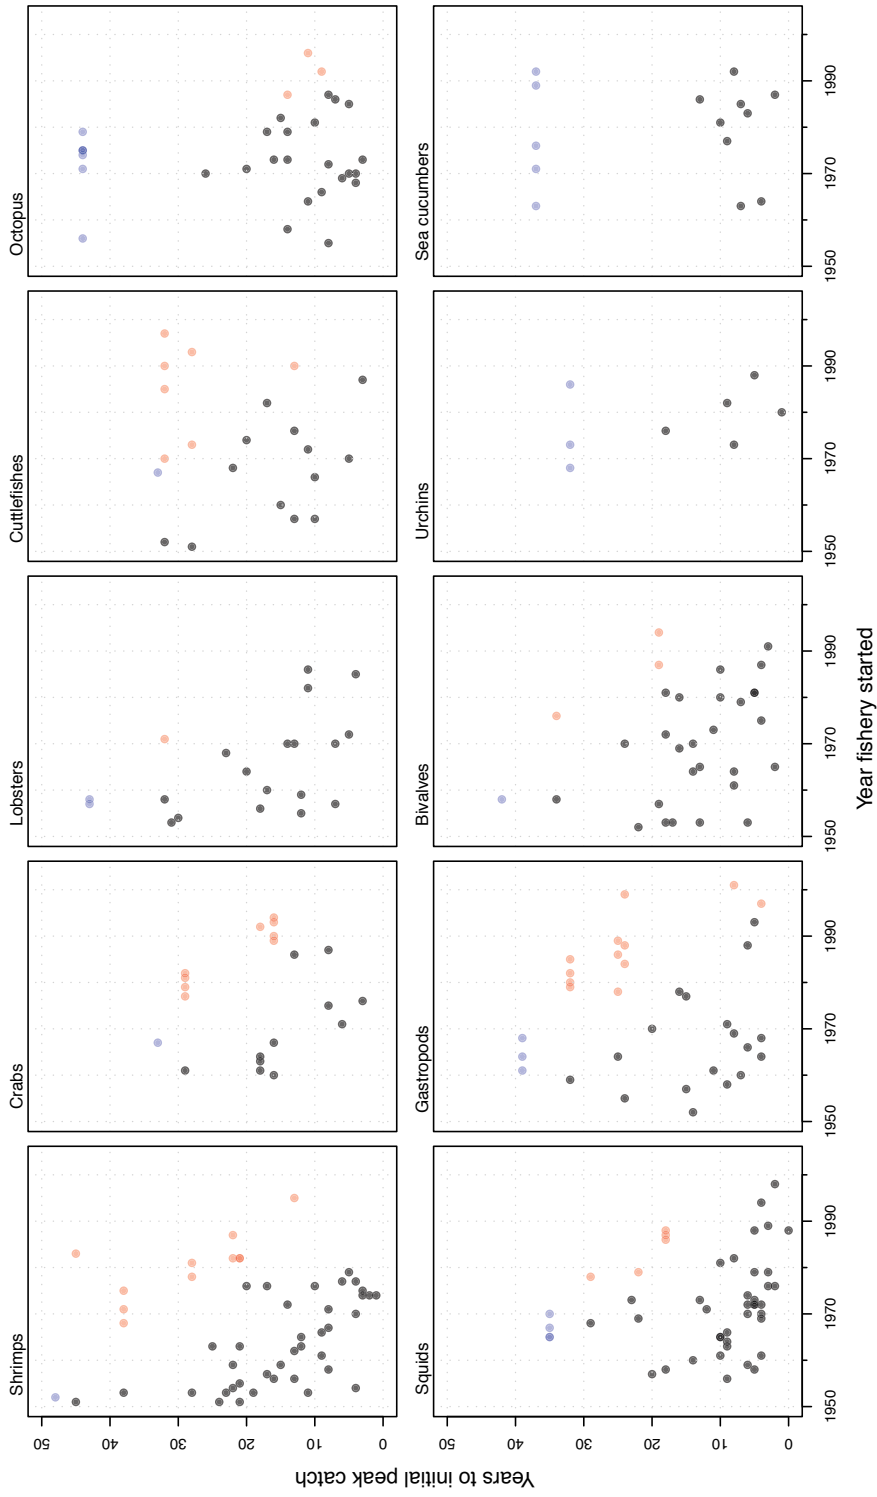 Shrimps
Crabs
Lobsters
Cuttlefishes
Octopus
50
40
30
20
10
0
Squids
Gastropods
Bivalves
Urchins
Sea cucumbers
50
40
30
20
10
0
1950 1970 1990
1950 1970 1990
1950 1970 1990
1950 1970 1990
1950 1970 1990
Years to initial peak catch
Year fishery started